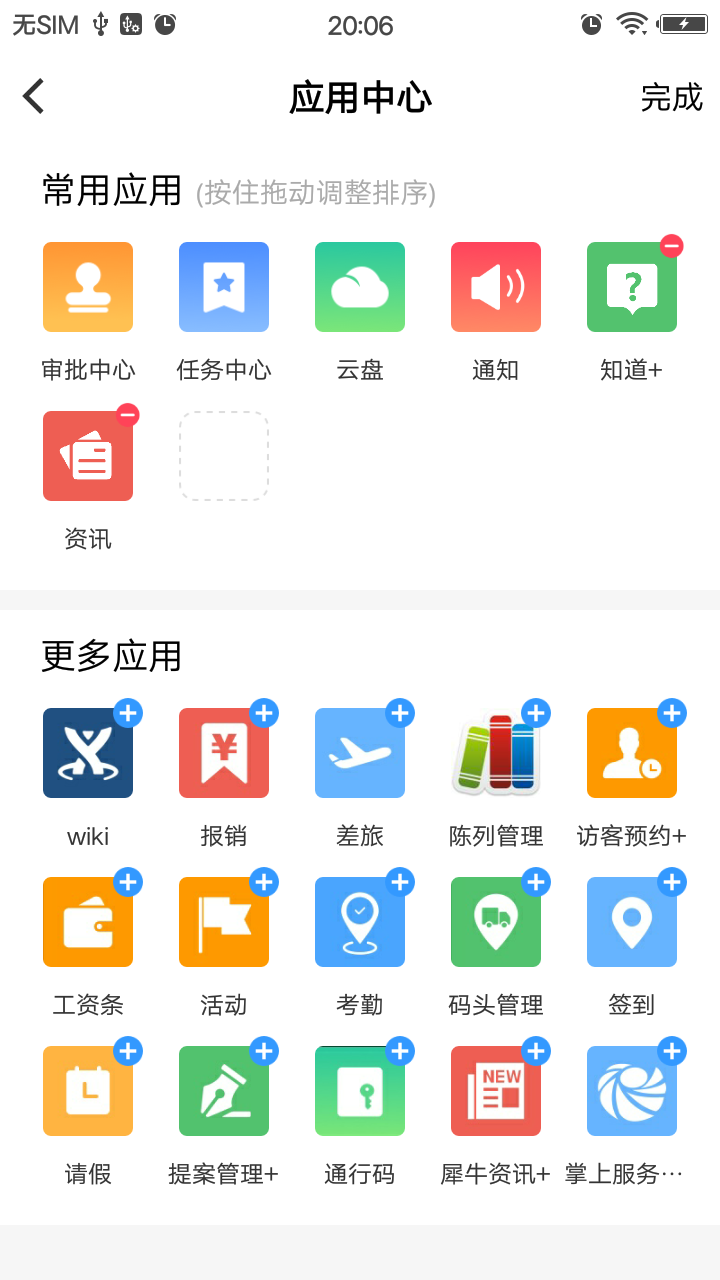 无SIM 20:06
应用中心 完成
常用应用 (按住拖动调整排序)
审批中心 任务中心 云盘 通知 知道+
资讯
更多应用
wiki 报销 差旅 陈列管理 访客预约+
工资条 活动 考勤 码头管理 签到
NEW
请假 提案管理+ 通行码 犀牛资讯+ 掌上服务…